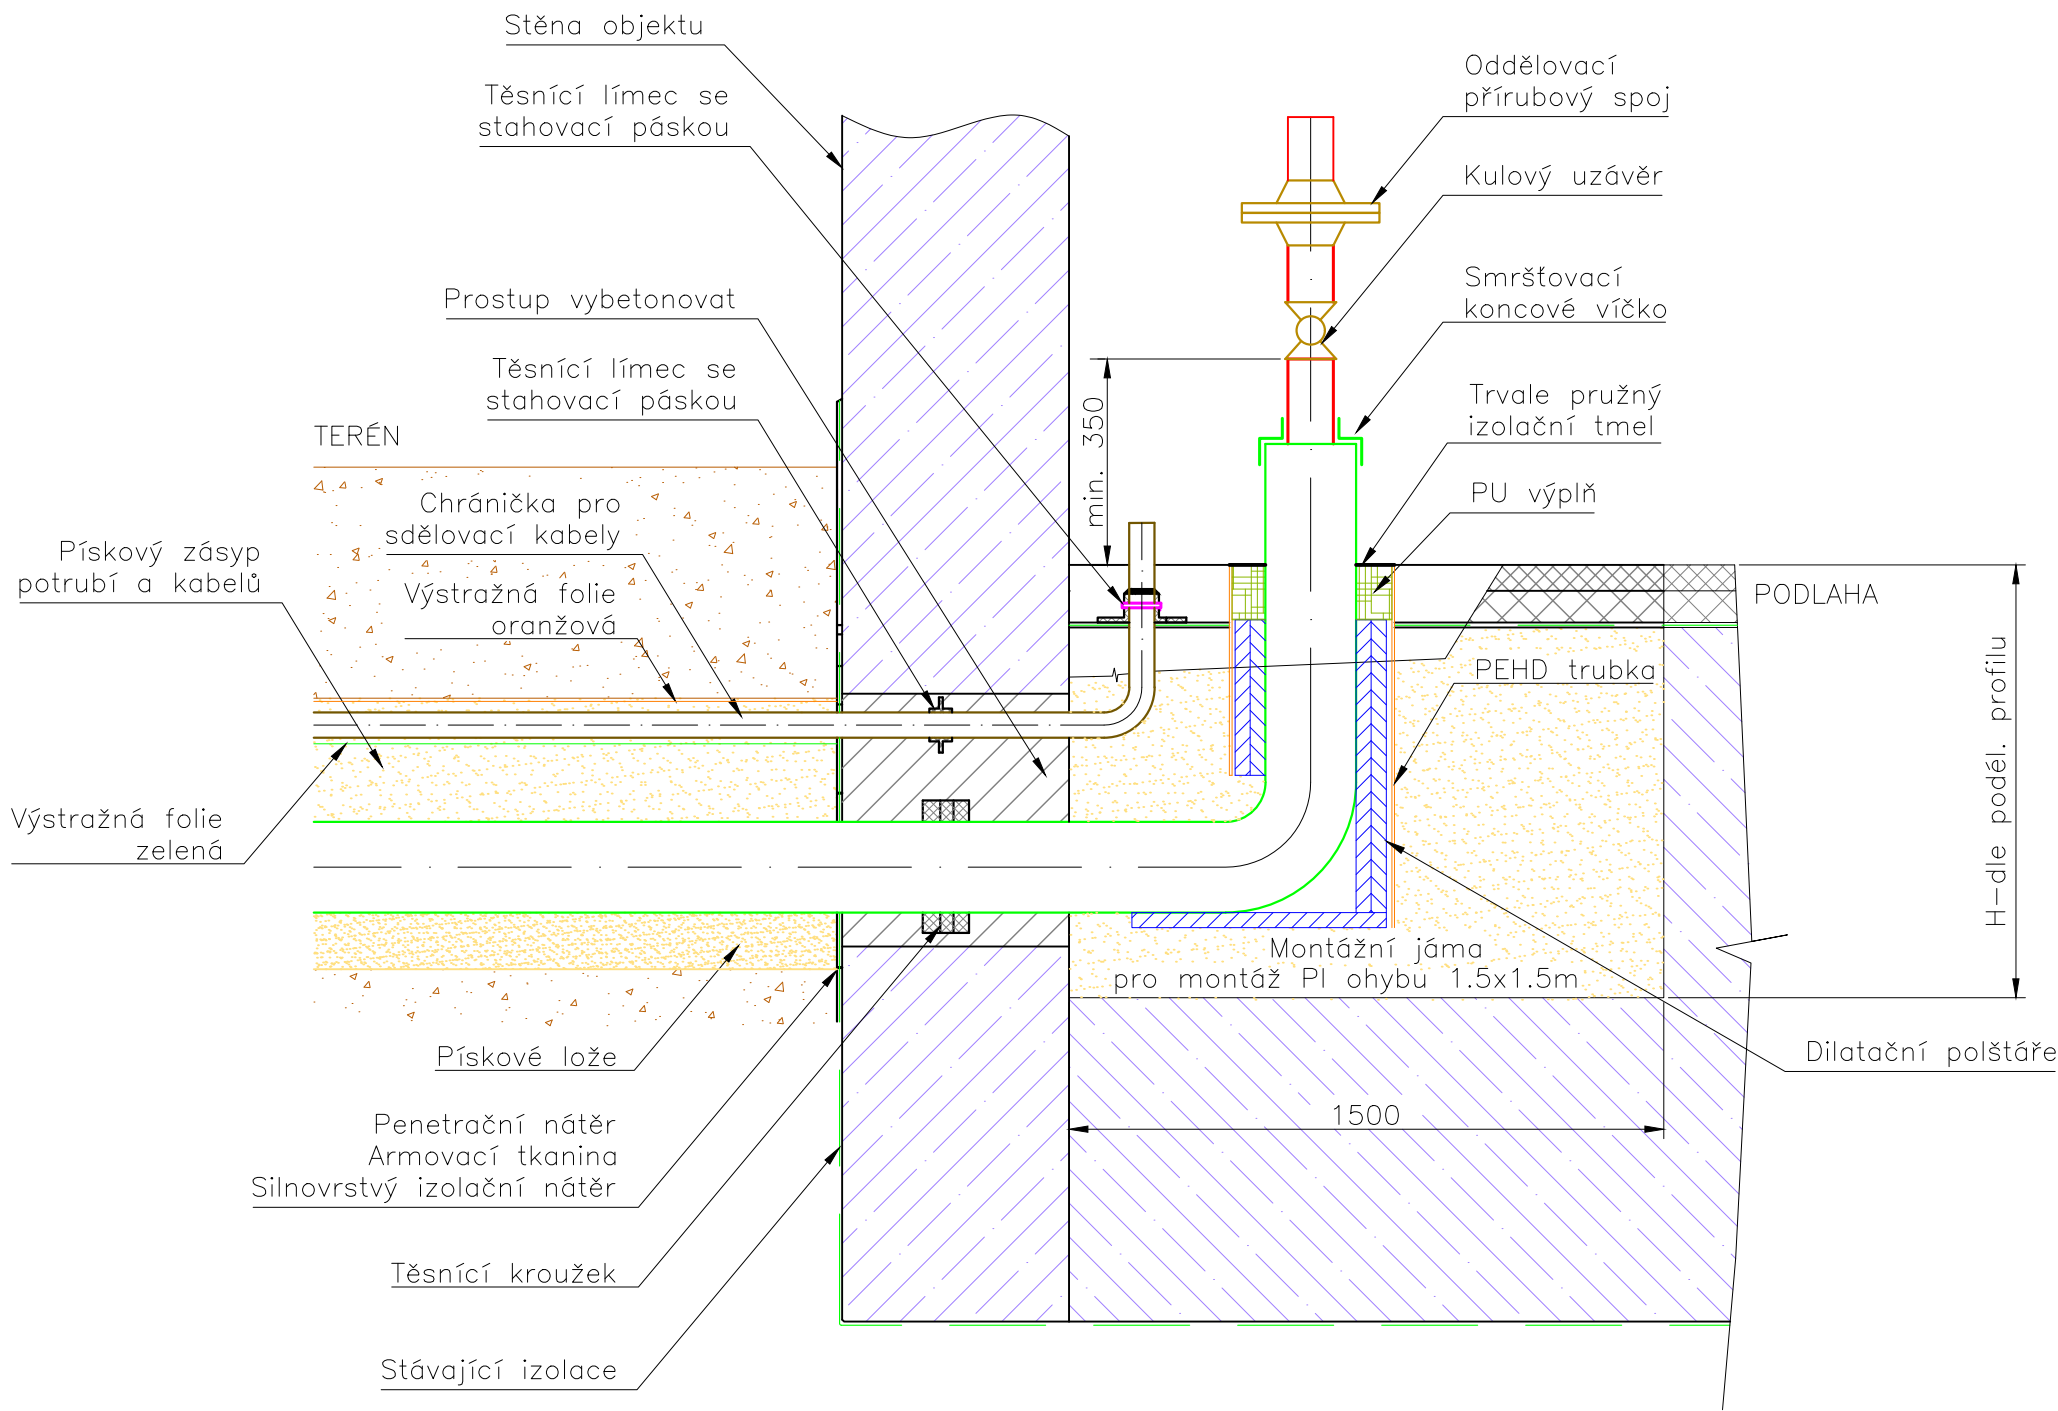 Stěna objektu
Těsnící límec se
stahovací páskou
Oddělovací
přírubový spoj
Kulový uzávěr
Smršťovací
koncové víčko
Prostup vybetonovat
Těsnící límec se
stahovací páskou
Trvale pružný
izolační tmel
min. 350
TERÉN
PU výplň
Chránička pro
sdělovací kabely
Pískový zásyp
potrubí a kabelů
Výstražná folie
oranžová
PODLAHA
PEHD trubka
H-dle poděl. profilu
Výstražná folie
zelená
Montážní jáma
pro montáž PI ohybu 1.5x1.5m
Pískové lože
Dilatační polštáře
1500
Penetrační nátěr
Armovací tkanina
Silnovrstvý izolační nátěr
Těsnící kroužek
Stávající izolace